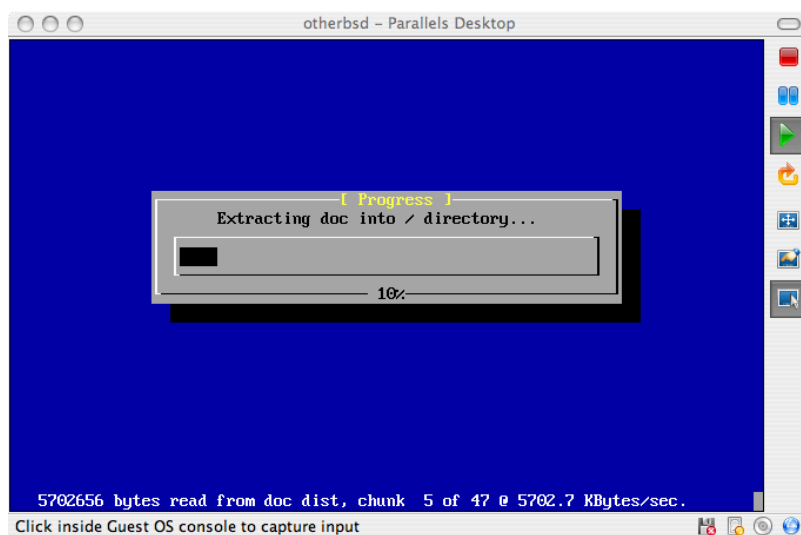 otherbsd – Parallels Desktop
[ Progress ]
Extracting doc into / directory...
10%
5702656 bytes read from doc dist, chunk  5 of 47 @ 5702.7 KBytes/sec.
Click inside Guest OS console to capture input